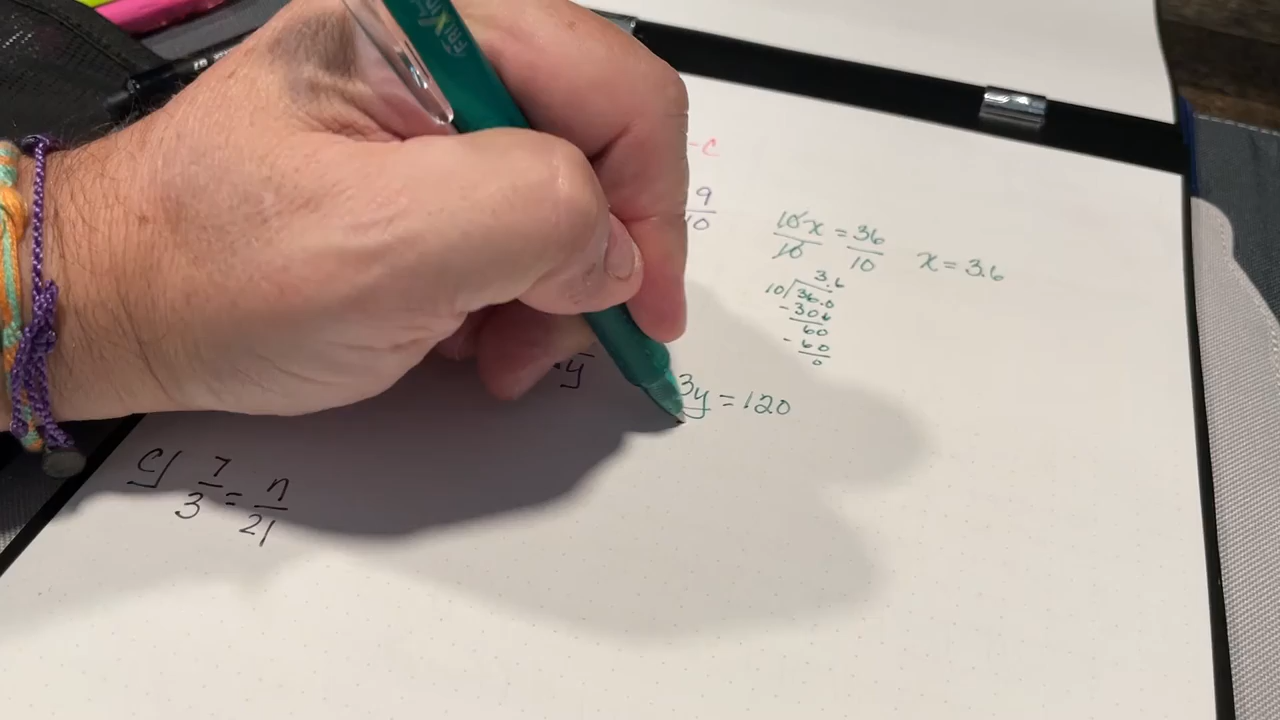 FRIXION
-c
9
10
10x = 36
10 10
x = 3.6
3.6
10 36.0
-30
60
- 60
0
y
3y = 120
c] 7 = n
3 21